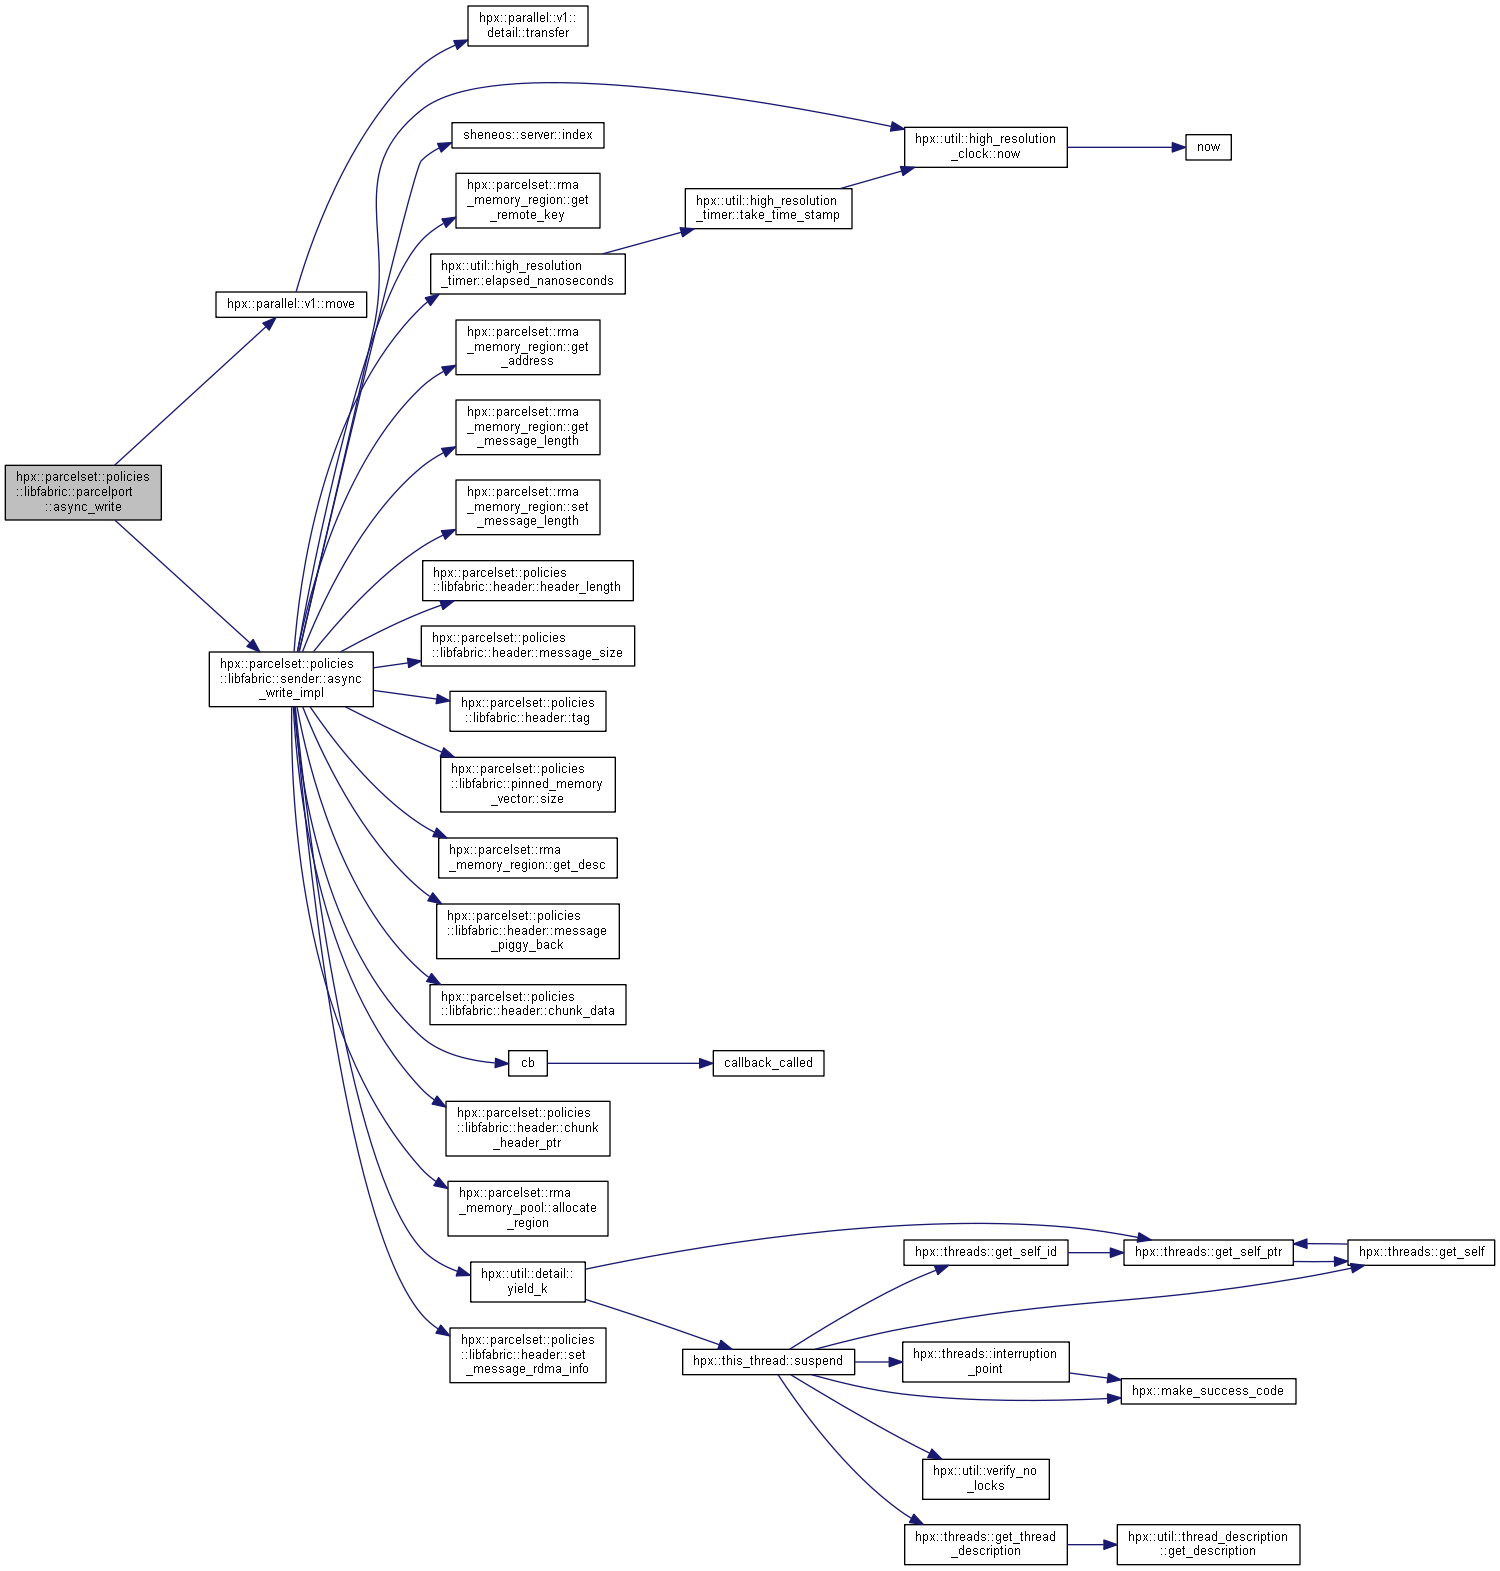 hpx::parallel::v1::
detail::transfer
sheneos::server::index
hpx::util::high_resolution
_clock::now
now
hpx::parcelset::rma
_memory_region::get
_remote_key
hpx::util::high_resolution
_timer::take_time_stamp
hpx::util::high_resolution
_timer::elapsed_nanoseconds
hpx::parallel::v1::move
hpx::parcelset::rma
_memory_region::get
_address
hpx::parcelset::rma
_memory_region::get
_message_length
hpx::parcelset::policies
::libfabric::parcelport
::async_write
hpx::parcelset::rma
_memory_region::set
_message_length
hpx::parcelset::policies
::libfabric::header::header_length
hpx::parcelset::policies
::libfabric::header::message_size
hpx::parcelset::policies
::libfabric::sender::async
_write_impl
hpx::parcelset::policies
::libfabric::header::tag
hpx::parcelset::policies
::libfabric::pinned_memory
_vector::size
hpx::parcelset::rma
_memory_region::get_desc
hpx::parcelset::policies
::libfabric::header::message
_piggy_back
hpx::parcelset::policies
::libfabric::header::chunk_data
cb
callback_called
hpx::parcelset::policies
::libfabric::header::chunk
_header_ptr
hpx::parcelset::rma
_memory_pool::allocate
_region
hpx::threads::get_self_id
hpx::threads::get_self_ptr
hpx::threads::get_self
hpx::util::detail::
yield_k
hpx::parcelset::policies
::libfabric::header::set
_message_rdma_info
hpx::this_thread::suspend
hpx::threads::interruption
_point
hpx::make_success_code
hpx::util::verify_no
_locks
hpx::threads::get_thread
_description
hpx::util::thread_description
::get_description